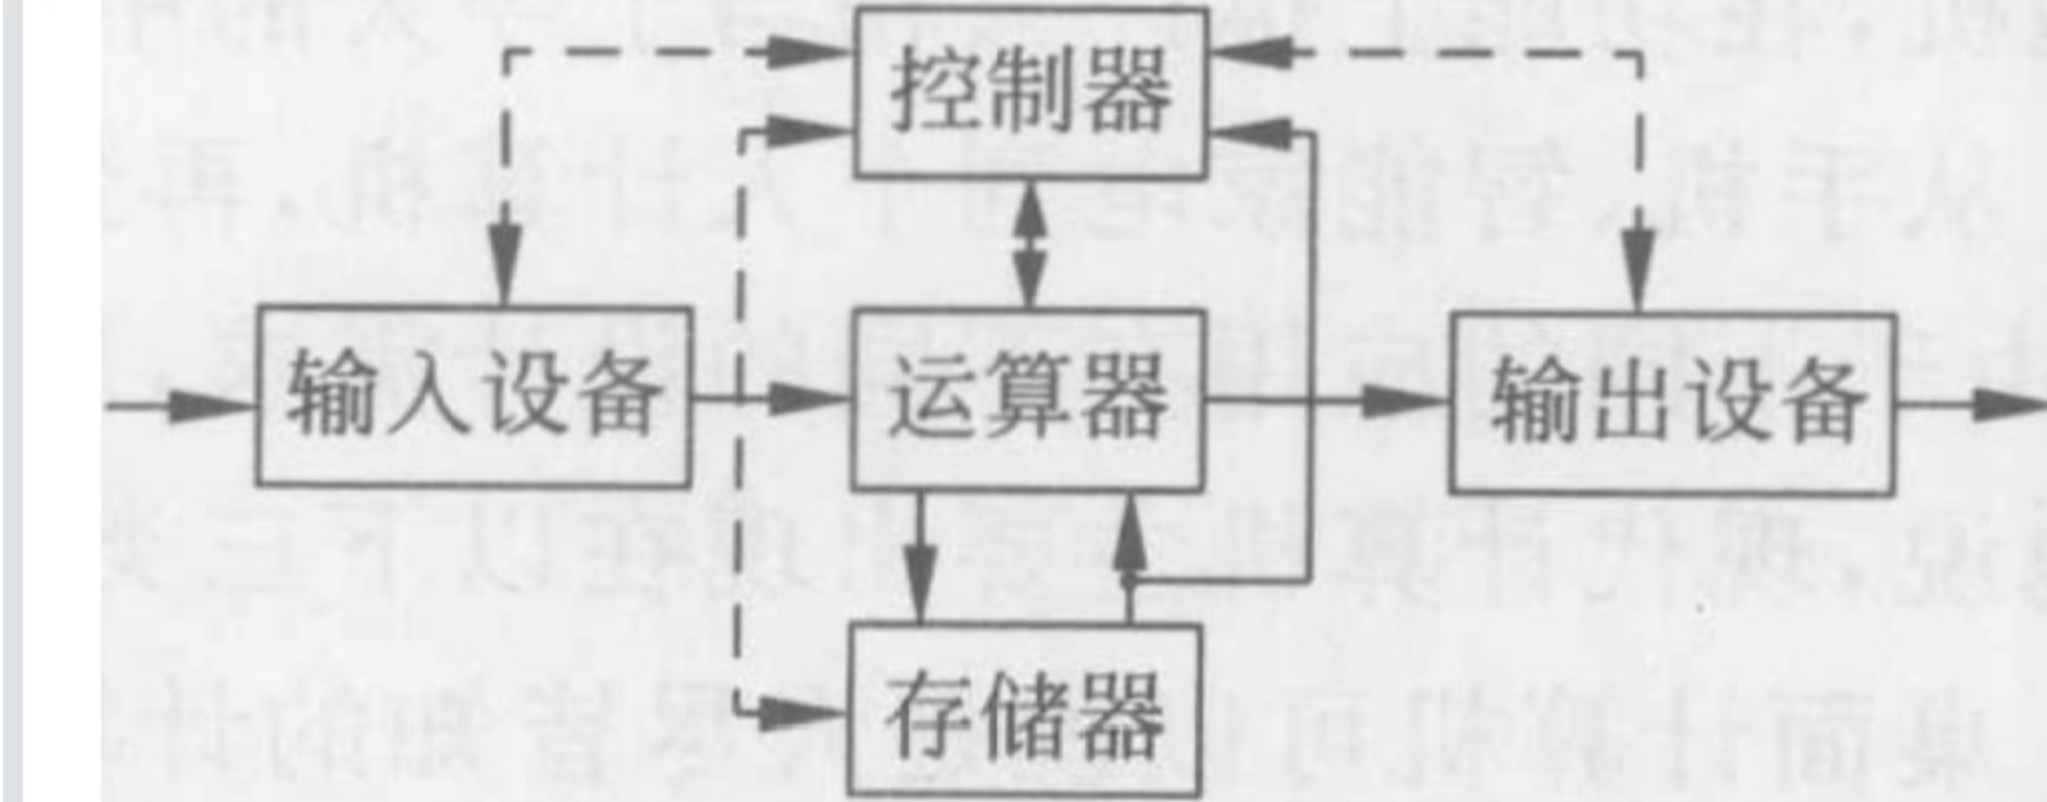 控制器
输入设备
运算器
输出设备
存储器